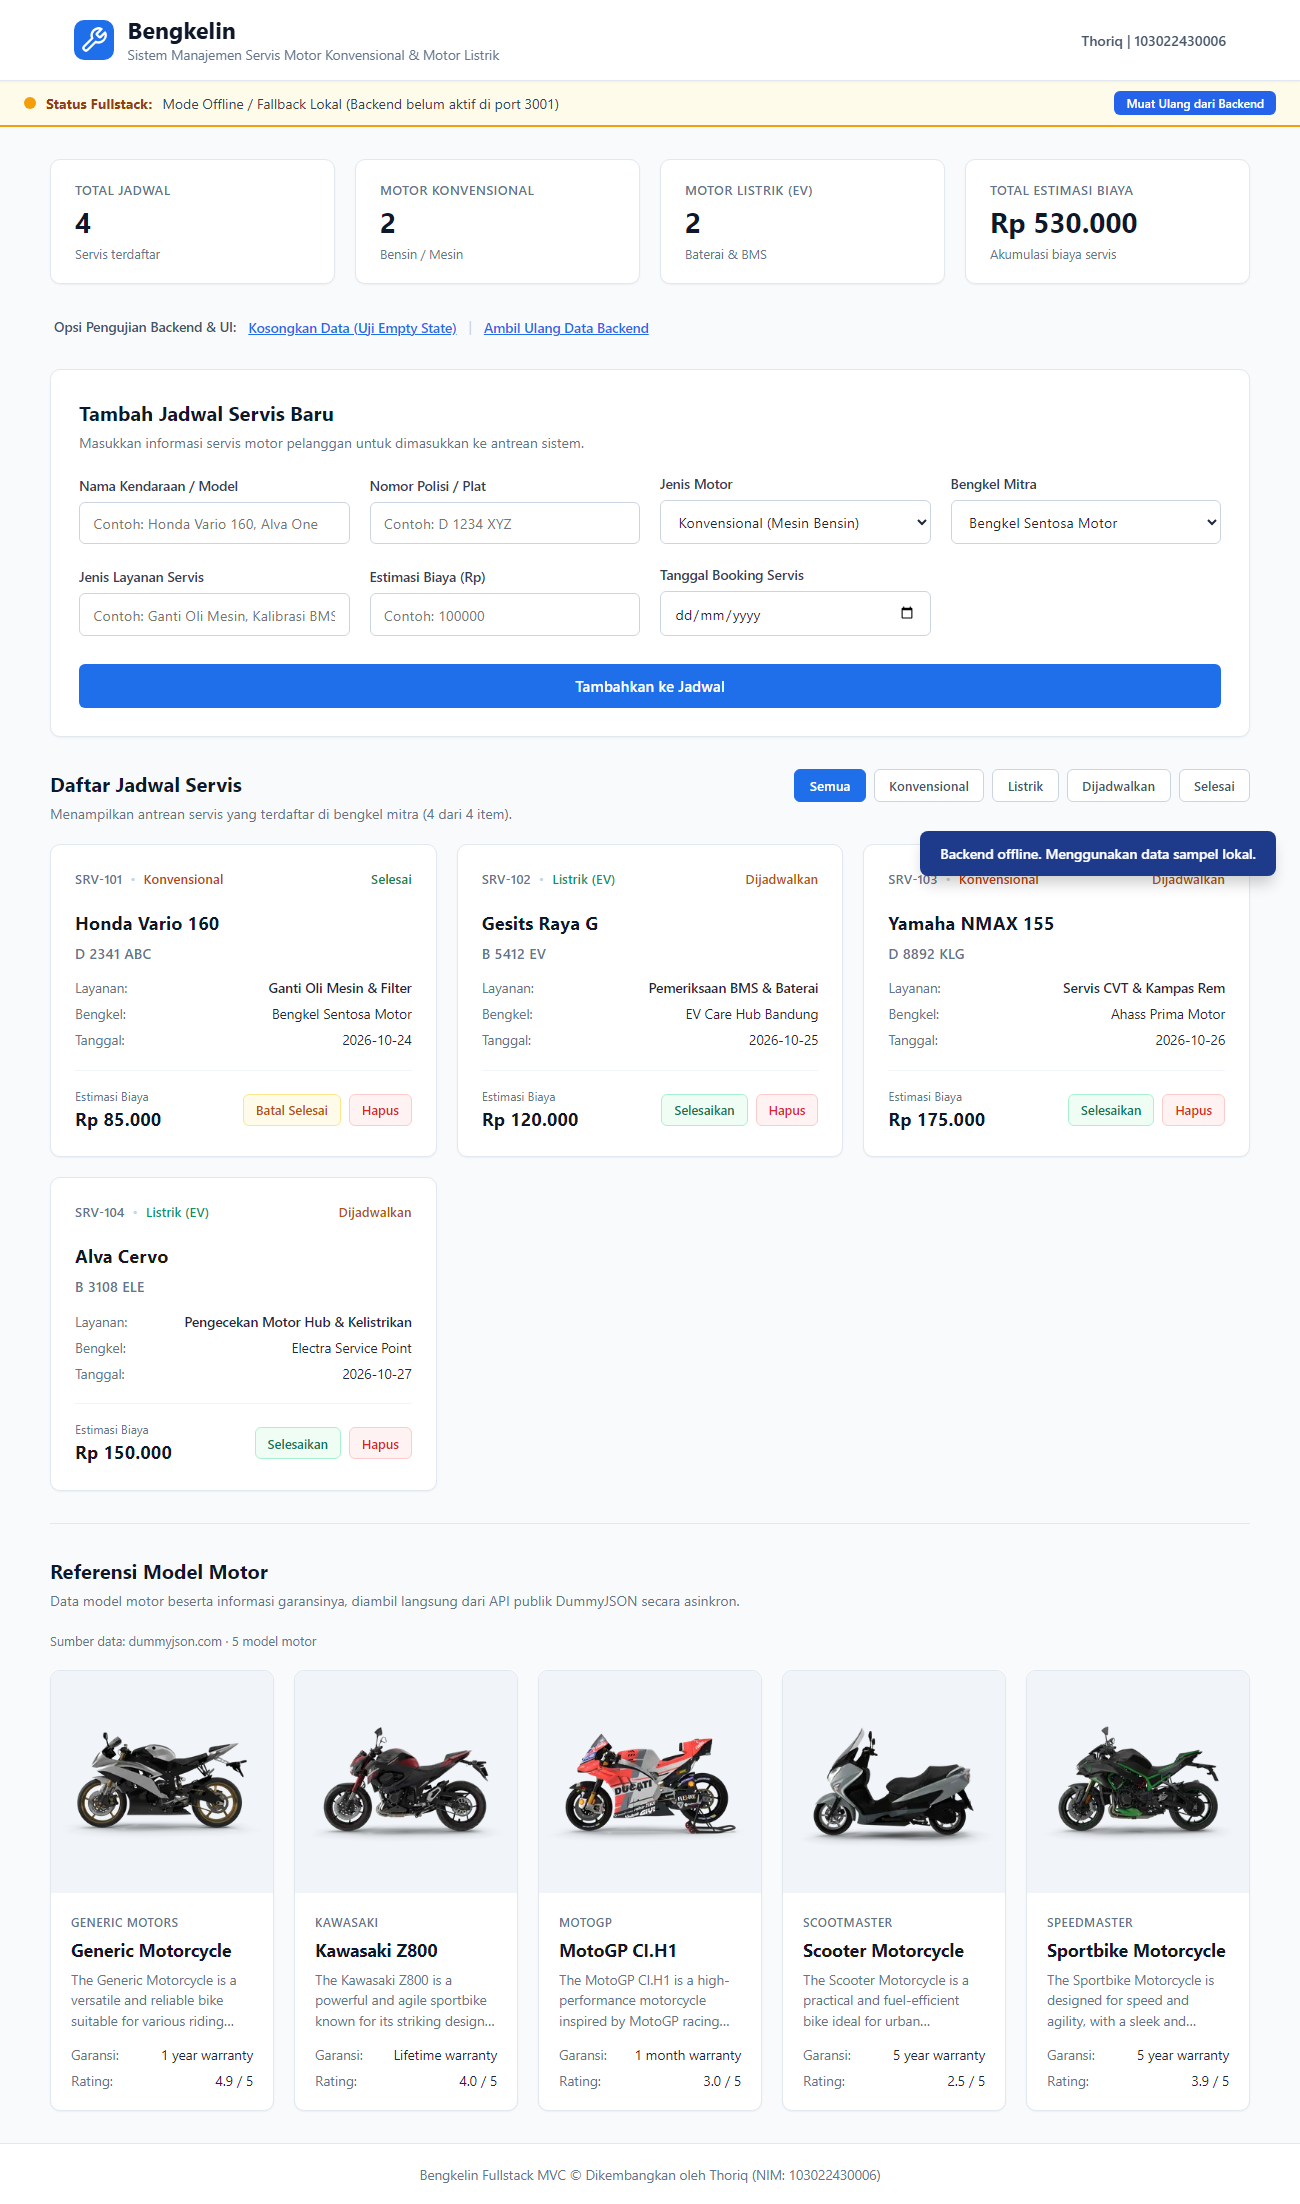 Bengkelin
Sistem Manajemen Servis Motor Konvensional & Motor Listrik
Thoriq | 103022430006
Status Fullstack: Mode Offline / Fallback Lokal (Backend belum aktif di port 3001)
Muat Ulang dari Backend
TOTAL JADWAL
4
Servis terdaftar
MOTOR KONVENSIONAL
2
Bensin / Mesin
MOTOR LISTRIK (EV)
2
Baterai & BMS
TOTAL ESTIMASI BIAYA
Rp 530.000
Akumulasi biaya servis
Opsi Pengujian Backend & UI: Kosongkan Data (Uji Empty State) | Ambil Ulang Data Backend
Tambah Jadwal Servis Baru
Masukkan informasi servis motor pelanggan untuk dimasukkan ke antrean sistem.
Nama Kendaraan / Model
Contoh: Honda Vario 160, Alva One
Nomor Polisi / Plat
Contoh: D 1234 XYZ
Jenis Motor
Konvensional (Mesin Bensin)
Bengkel Mitra
Bengkel Sentosa Motor
Jenis Layanan Servis
Contoh: Ganti Oli Mesin, Kalibrasi BMS
Estimasi Biaya (Rp)
Contoh: 100000
Tanggal Booking Servis
dd/mm/yyyy
Tambahkan ke Jadwal
Daftar Jadwal Servis
Menampilkan antrean servis yang terdaftar di bengkel mitra (4 dari 4 item).
Semua
Konvensional
Listrik
Dijadwalkan
Selesai
Backend offline. Menggunakan data sampel lokal.
SRV-101 • Konvensional
Selesai
Honda Vario 160
D 2341 ABC
Layanan: Ganti Oli Mesin & Filter
Bengkel: Bengkel Sentosa Motor
Tanggal: 2026-10-24
Estimasi Biaya
Rp 85.000
Batal Selesai
Hapus
SRV-102 • Listrik (EV)
Dijadwalkan
Gesits Raya G
B 5412 EV
Layanan: Pemeriksaan BMS & Baterai
Bengkel: EV Care Hub Bandung
Tanggal: 2026-10-25
Estimasi Biaya
Rp 120.000
Selesaikan
Hapus
SRV-103 • Konvensional
Dijadwalkan
Yamaha NMAX 155
D 8892 KLG
Layanan: Servis CVT & Kampas Rem
Bengkel: Ahass Prima Motor
Tanggal: 2026-10-26
Estimasi Biaya
Rp 175.000
Selesaikan
Hapus
SRV-104 • Listrik (EV)
Dijadwalkan
Alva Cervo
B 3108 ELE
Layanan: Pengecekan Motor Hub & Kelistrikan
Bengkel: Electra Service Point
Tanggal: 2026-10-27
Estimasi Biaya
Rp 150.000
Selesaikan
Hapus
Referensi Model Motor
Data model motor beserta informasi garansinya, diambil langsung dari API publik DummyJSON secara asinkron.
Sumber data: dummyjson.com · 5 model motor
GENERIC MOTORS
Generic Motorcycle
The Generic Motorcycle is a
versatile and reliable bike
suitable for various riding...
Garansi: 1 year warranty
Rating: 4.9 / 5
KAWASAKI
Kawasaki Z800
The Kawasaki Z800 is a
powerful and agile sportbike
known for its striking design...
Garansi: Lifetime warranty
Rating: 4.0 / 5
DUCATI
MOTOGP
MotoGP CI.H1
The MotoGP CI.H1 is a high-
performance motorcycle
inspired by MotoGP racing...
Garansi: 1 month warranty
Rating: 3.0 / 5
SCOOTMASTER
Scooter Motorcycle
The Scooter Motorcycle is a
practical and fuel-efficient
bike ideal for urban...
Garansi: 5 year warranty
Rating: 2.5 / 5
SPEEDMASTER
Sportbike Motorcycle
The Sportbike Motorcycle is
designed for speed and
agility, with a sleek and...
Garansi: 5 year warranty
Rating: 3.9 / 5
Bengkelin Fullstack MVC © Dikembangkan oleh Thoriq (NIM: 103022430006)